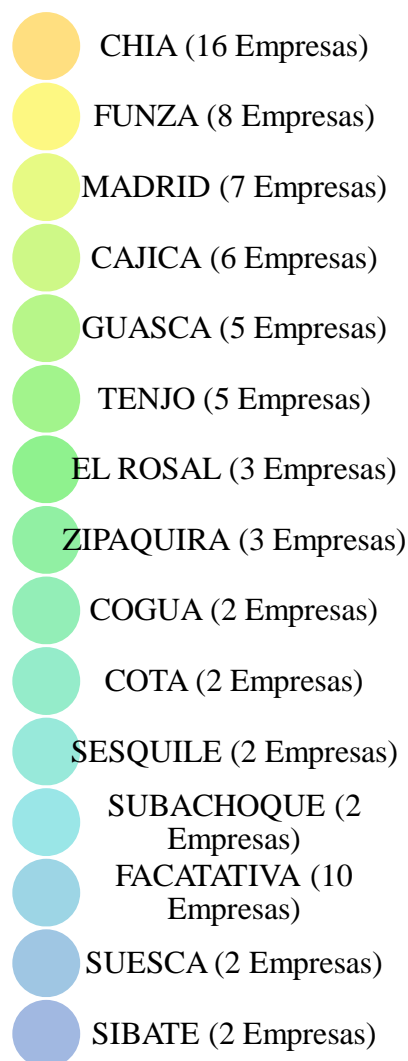 CHIA (16 Empresas)
FUNZA (8 Empresas)
MADRID (7 Empresas)
CAJICA (6 Empresas)
GUASCA (5 Empresas)
TENJO (5 Empresas)
EL ROSAL (3 Empresas)
ZIPAQUIRA (3 Empresas)
COGUA (2 Empresas)
COTA (2 Empresas)
SESQUILE (2 Empresas)
SUBACHOQUE (2
Empresas)
FACATATIVA (10
Empresas)
SUESCA (2 Empresas)
SIBATE (2 Empresas)